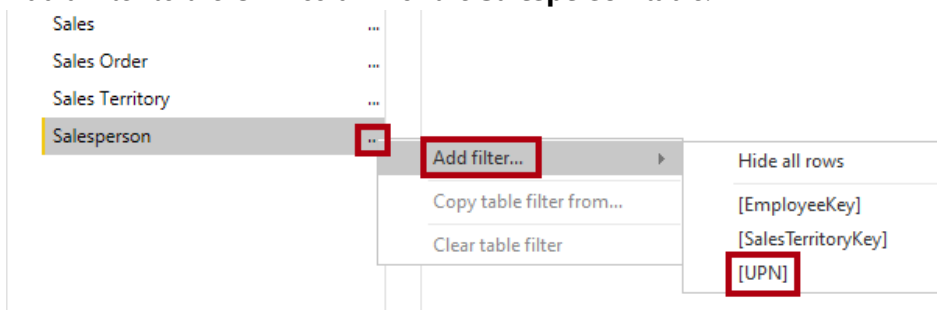 Sales ...
Sales Order ...
Sales Territory ...
Salesperson ..
Add filter...
Hide all rows
Copy table filter from...
[EmployeeKey]
Clear table filter
[SalesTerritoryKey]
[UPN]